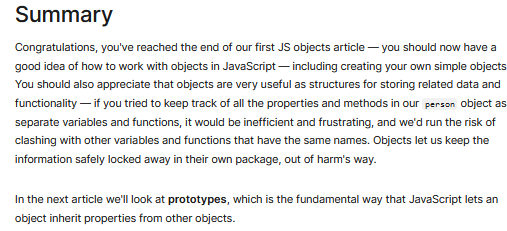 Summary
Congratulations, you've reached the end of our first JS objects article — you should now have a
good idea of how to work with objects in JavaScript — including creating your own simple objects
You should also appreciate that objects are very useful as structures for storing related data and
functionality — if you tried to keep track of all the properties and methods in our person object as
separate variables and functions, it would be inefficient and frustrating, and we'd run the risk of
clashing with other variables and functions that have the same names. Objects let us keep the
information safely locked away in their own package, out of harm's way.
In the next article we'll look at prototypes, which is the fundamental way that JavaScript lets an
object inherit properties from other objects.